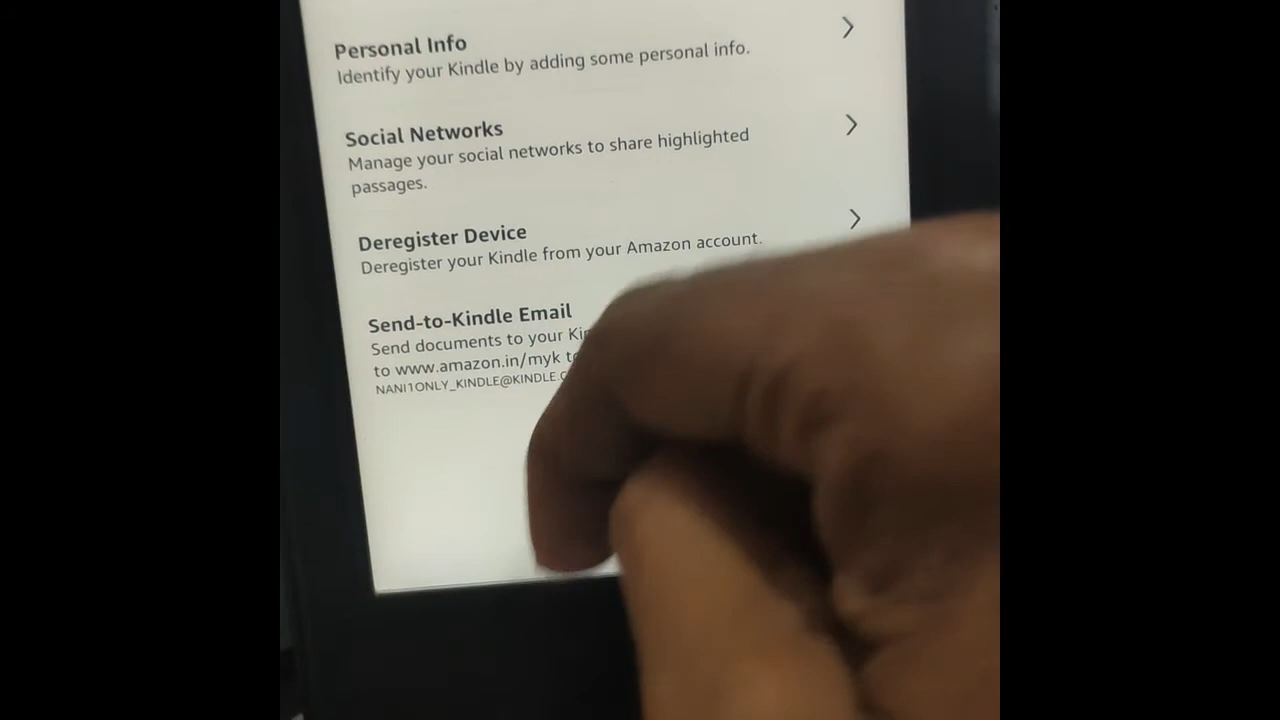 Personal Info
Identify your Kindle by adding some personal info.
Social Networks
Manage your social networks to share highlighted
passages.
Deregister Device
Deregister your Kindle from your Amazon account.
Send-to-Kindle Email
Send documents to your
to www.amazon.in/myk